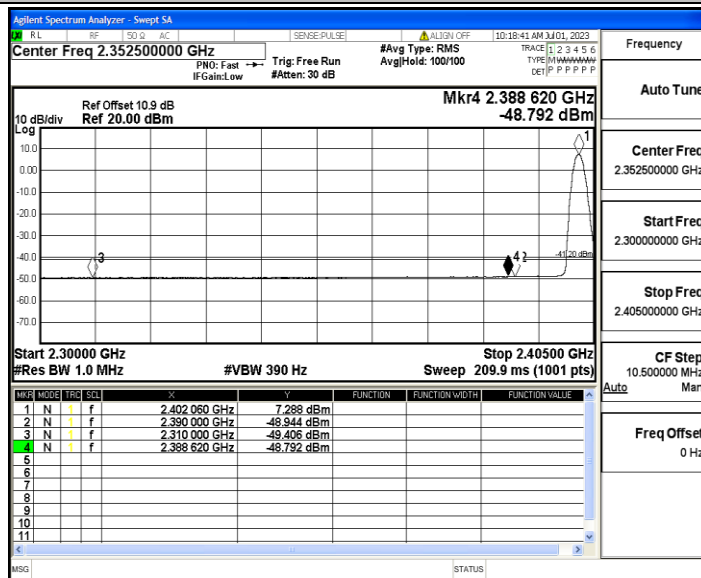 Agilent Spectrum Analyzer - Swept SA
RL RF 50 Ω AC SENSE:PULSE ALIGN OFF 10:18:41 AM Jul 01, 2023
Center Freq 2.352500000 GHz
PNO: Fast
IFGain:Low
Trig: Free Run
#Atten: 30 dB
#Avg Type: RMS
Avg|Hold: 100/100
TRACE 1 2 3 4 5 6
TYPE M
DET P P P P P P
Mkr4 2.388 620 GHz
-48.792 dBm
Ref Offset 10.9 dB
10 dB/div Ref 20.00 dBm
Log
10.0
0.00
-10.0
-20.0
-30.0
-40.0
-50.0
-60.0
-70.0
1
3
4 2
-41.20 dBm
Start 2.30000 GHz Stop 2.40500 GHz
#Res BW 1.0 MHz #VBW 390 Hz Sweep 209.9 ms (1001 pts)
MKR MODE TRC SCL X Y FUNCTION FUNCTION WIDTH FUNCTION VALUE
1 N f 2.402 060 GHz 7.288 dBm
2 N f 2.390 000 GHz -48.944 dBm
3 N f 2.310 000 GHz -49.406 dBm
4 N f 2.388 620 GHz -48.792 dBm
5
6
7
8
9
10
11
MSG STATUS
Frequency
Auto Tune
Center Freq
2.352500000 GHz
Start Freq
2.300000000 GHz
Stop Freq
2.405000000 GHz
CF Step
10.500000 MHz
Auto Man
Freq Offset
0 Hz